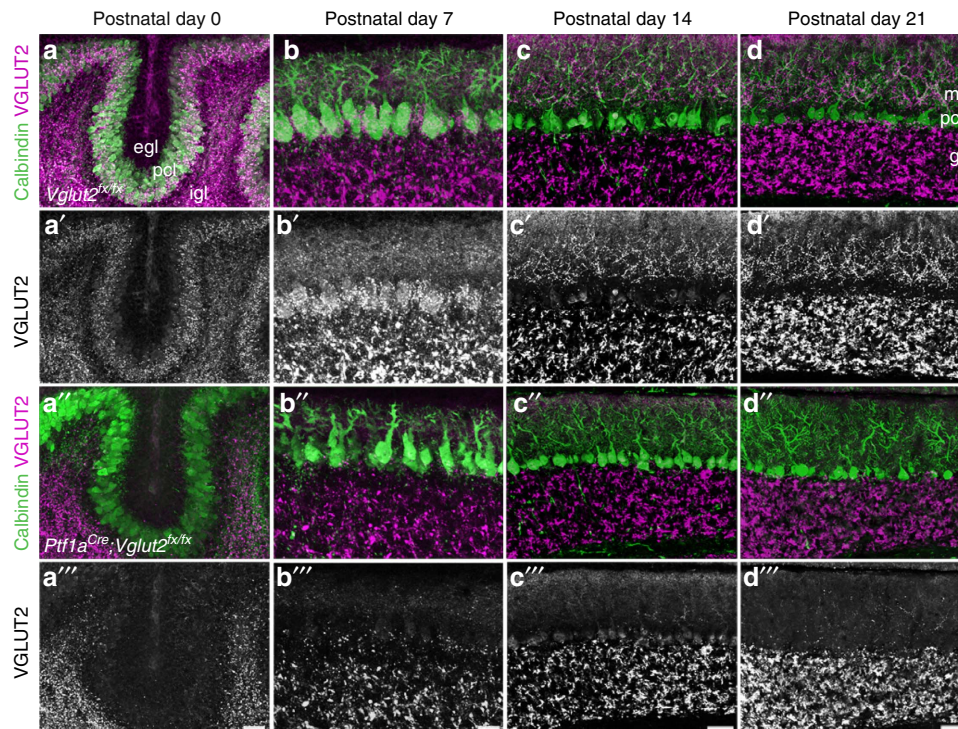 Postnatal day 0 Postnatal day 7 Postnatal day 14 Postnatal day 21
Calbindin VGLUT2
a b c d
egl
pcl
igl
m
pc
g
Vglut2fx/fx
VGLUT2
a′ b′ c′ d′
Calbindin VGLUT2
a″ b″ c″ d″
Ptf1aCre;Vglut2fx/fx
VGLUT2
a‴ b‴ c‴ d‴